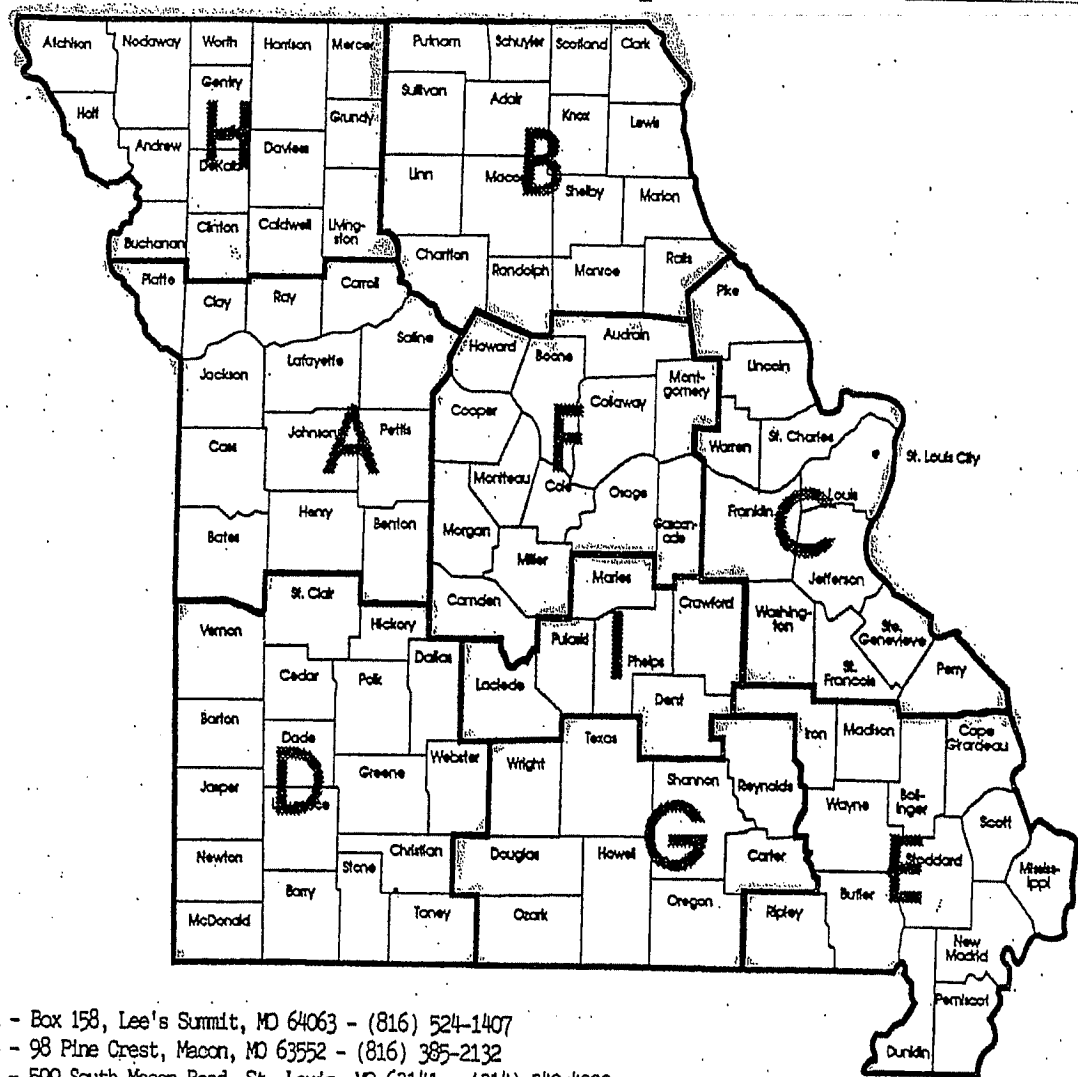 Atchison Nodaway Worth Harrison Mercer Putnam Schuyler Scotland Clark
Gentry Sullivan Adair
Holt Grundy Knox Lewis
H
Andrew Daviess B
DeKalb Linn Macon Shelby Marion
Buchanan Clinton Caldwell Living-
ston
Chariton Randolph Monroe Ralls
Platte Clay Ray Carroll Pike
Saline Howard Boone Audrain
Jackson Lafayette Lincoln
Mont-
gomery
Cooper Callaway
Cass Johnson A Pettis F Warren St. Charles St. Louis City
Moniteau Cole Osage Franklin C Louis
Bates Henry Benton Morgan Gascon-
ade
Miller Maries Jefferson
St. Clair Camden Crawford Washing-
ton
Vernon Hickory Pulaski I Phelps Ste.
Genevieve
Dallas St.
Francois Perry
Cedar Polk Laclede Dent
Barton Dade Texas Iron Madison Cape
Girardeau
D Greene Webster Wright Shannon Reynolds
Jasper Wayne Bol-
linger Scott
G
Newton Christian Douglas Howell Carter E Stoddard Missis-
sippi
Stone Barry Butler
McDonald Taney Ozark Oregon Ripley
New
Madrid
Pemiscot
Dunklin
- Box 158, Lee's Summit, MO 64063 - (816) 524-1407
- 98 Pine Crest, Macon, MO 63552 - (816) 385-2132